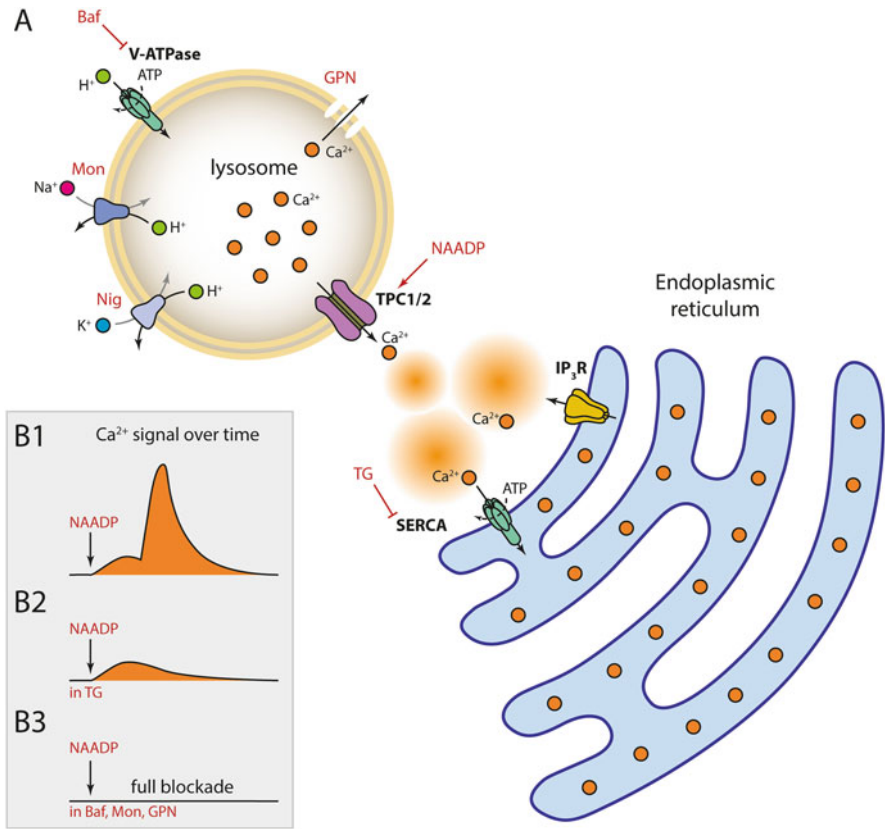 A
Baf
V-ATPase
ATP
H⁺
GPN
Ca²⁺
Mon
Na⁺
H⁺
lysosome
Ca²⁺
NAADP
TPC1/2
Nig
H⁺
K⁺
Ca²⁺
Endoplasmic
reticulum
IP₃R
Ca²⁺
Ca²⁺
TG
ATP
SERCA
B1
Ca²⁺ signal over time
NAADP
B2
NAADP
in TG
B3
NAADP
full blockade
in Baf, Mon, GPN